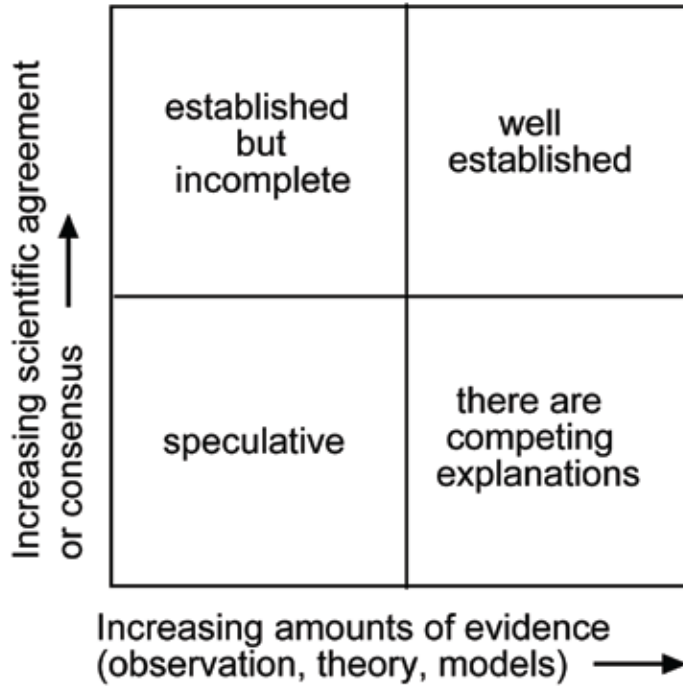 Increasing scientific agreement
or consensus
established
but
incomplete
well
established
speculative
there are
competing
explanations
Increasing amounts of evidence
(observation, theory, models)